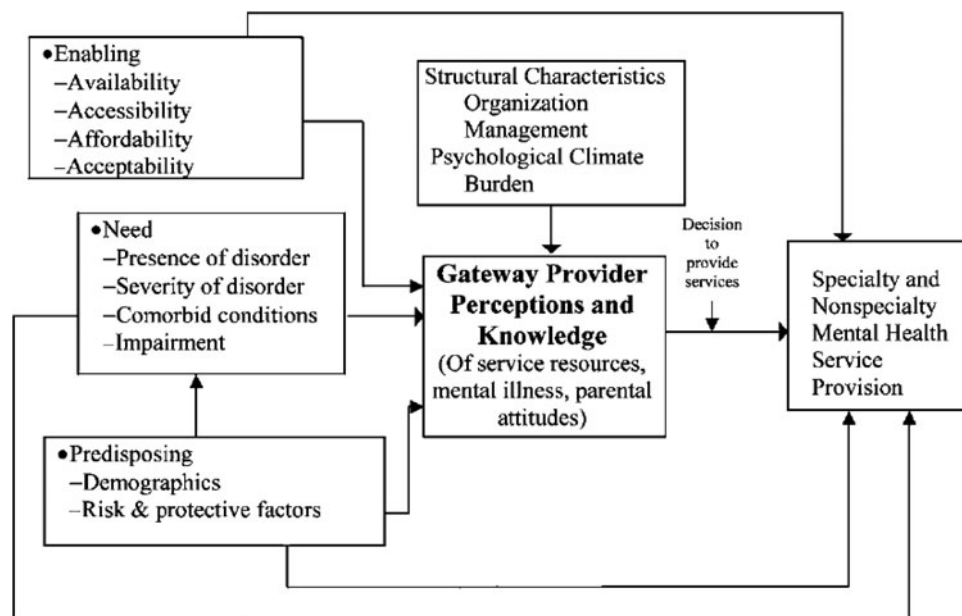 •Enabling
–Availability
–Accessibility
–Affordability
–Acceptability
Structural Characteristics
Organization
Management
Psychological Climate
Burden
•Need
–Presence of disorder
–Severity of disorder
–Comorbid conditions
–Impairment
Gateway Provider
Perceptions and
Knowledge
(Of service resources,
mental illness, parental
attitudes)
Decision
to
provide
services
Specialty and
Nonspecialty
Mental Health
Service
Provision
•Predisposing
–Demographics
–Risk & protective factors